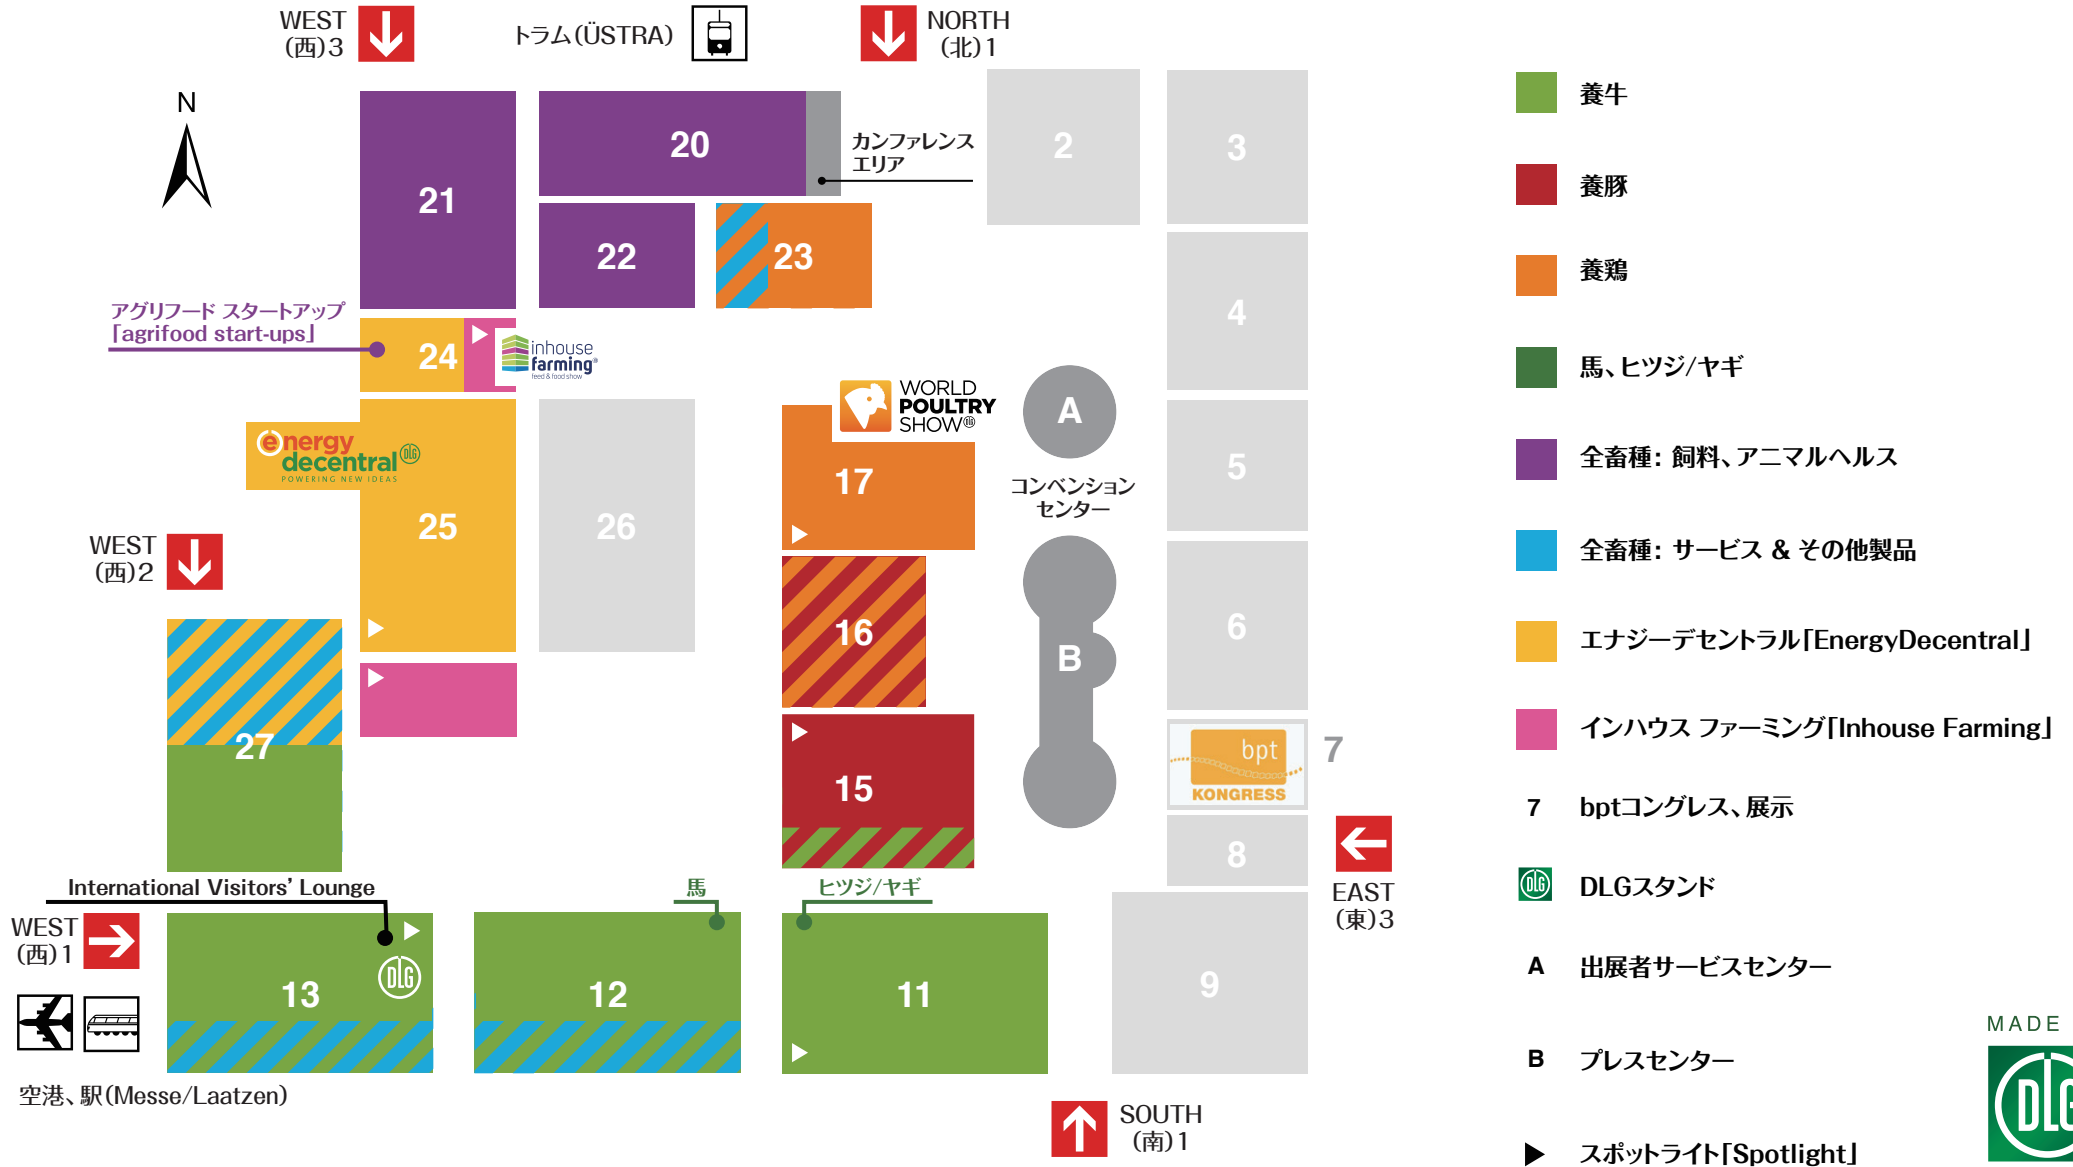 WEST
(西)3
トラム(ÜSTRA)
NORTH
(北)1
N
21
20
カンファレンス
エリア
2
3
22
23
4
アグリフード スタートアップ
「agrifood start-ups」
24
inhouse
farming®
feed & food show
WORLD
POULTRY
SHOW DLG
A
コンベンション
センター
energy
decentral DLG
POWERING NEW IDEAS
25
26
17
5
WEST
(西)2
16
B
6
27
15
bpt
KONGRESS
7
8
EAST
(東)3
International Visitors' Lounge
馬
ヒツジ/ヤギ
WEST
(西)1
13
DLG
12
11
9
空港、駅(Messe/Laatzen)
SOUTH
(南)1
養牛
養豚
養鶏
馬、ヒツジ/ヤギ
全畜種: 飼料、アニマルヘルス
全畜種: サービス & その他製品
エナジーデセントラル「EnergyDecentral」
インハウス ファーミング「Inhouse Farming」
7 bptコングレス、展示
DLG DLGスタンド
A 出展者サービスセンター
B プレスセンター
スポットライト「Spotlight」
MADE
DLG